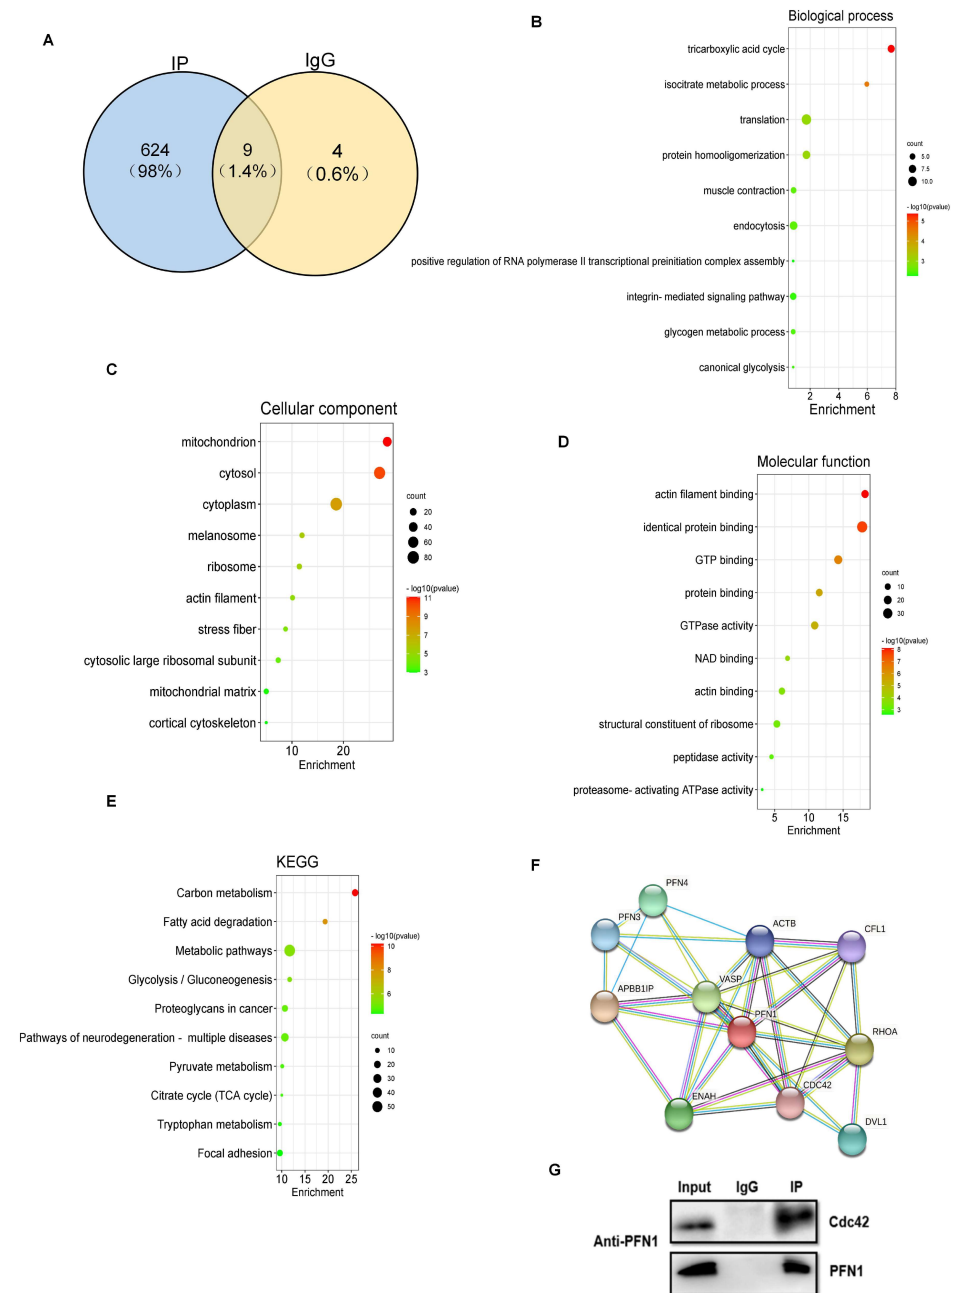 A
IP
IgG
624
(98%)
9
(1.4%)
4
(0.6%)
B
Biological process
tricarboxylic acid cycle
isocitrate metabolic process
translation
protein homooligomerization
muscle contraction
endocytosis
positive regulation of RNA polymerase II transcriptional preinitiation complex assembly
integrin- mediated signaling pathway
glycogen metabolic process
canonical glycolysis
2 4 6 8
Enrichment
count
5.0
7.5
10.0
- log10(pvalue)
5
4
3
C
Cellular component
mitochondrion
cytosol
cytoplasm
melanosome
ribosome
actin filament
stress fiber
cytosolic large ribosomal subunit
mitochondrial matrix
cortical cytoskeleton
10 20
Enrichment
count
20
40
60
80
- log10(pvalue)
11
9
7
5
3
D
Molecular function
actin filament binding
identical protein binding
GTP binding
protein binding
GTPase activity
NAD binding
actin binding
structural constituent of ribosome
peptidase activity
proteasome- activating ATPase activity
5 10 15
Enrichment
count
10
20
30
- log10(pvalue)
8
7
6
5
4
3
E
KEGG
Carbon metabolism
Fatty acid degradation
Metabolic pathways
Glycolysis / Gluconeogenesis
Proteoglycans in cancer
Pathways of neurodegeneration - multiple diseases
Pyruvate metabolism
Citrate cycle (TCA cycle)
Tryptophan metabolism
Focal adhesion
10 15 20 25
Enrichment
- log10(pvalue)
10
8
6
count
10
20
30
40
50
F
PFN4
PFN3
ACTB
CFL1
VASP
APBB1IP
PFN1
RHOA
CDC42
ENAH
DVL1
G
Input IgG IP
Cdc42
Anti-PFN1
PFN1